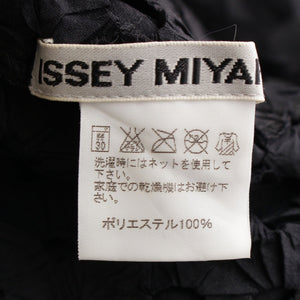 ISSEY MIYAK
30
洗濯時にはネットを使用して
下さい。
家庭での乾燥機はお避け
下さい。
ポリエステル100%